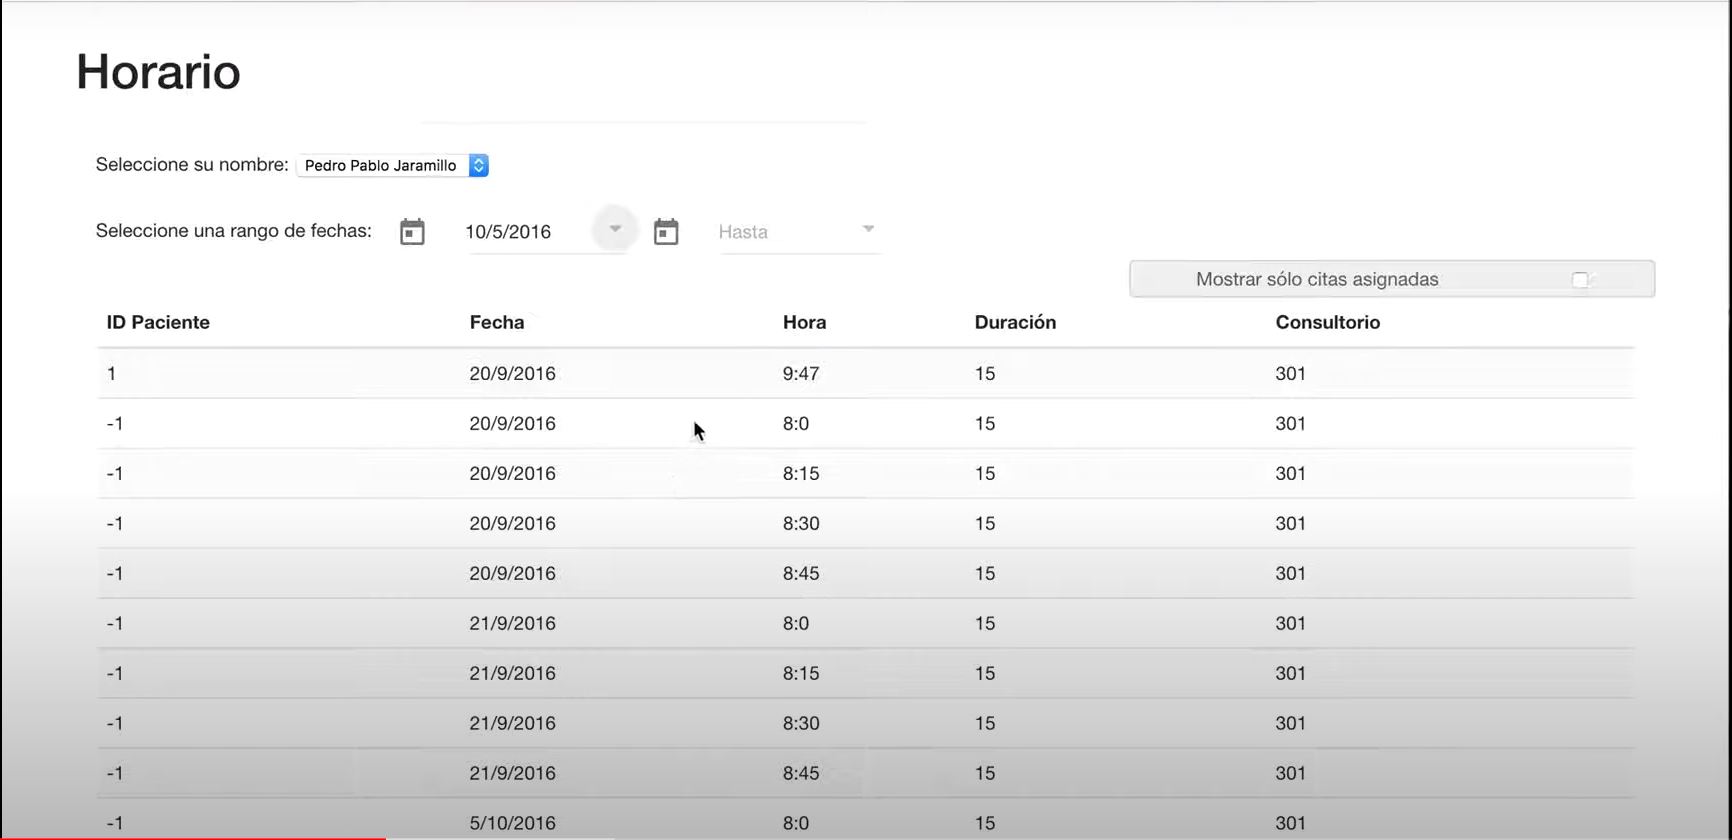 Horario
Seleccione su nombre: Pedro Pablo Jaramillo
Seleccione una rango de fechas: 10/5/2016 Hasta
Mostrar sólo citas asignadas
ID Paciente Fecha Hora Duración Consultorio
1 20/9/2016 9:47 15 301
-1 20/9/2016 8:0 15 301
-1 20/9/2016 8:15 15 301
-1 20/9/2016 8:30 15 301
-1 20/9/2016 8:45 15 301
-1 21/9/2016 8:0 15 301
-1 21/9/2016 8:15 15 301
-1 21/9/2016 8:30 15 301
-1 21/9/2016 8:45 15 301
-1 5/10/2016 8:0 15 301